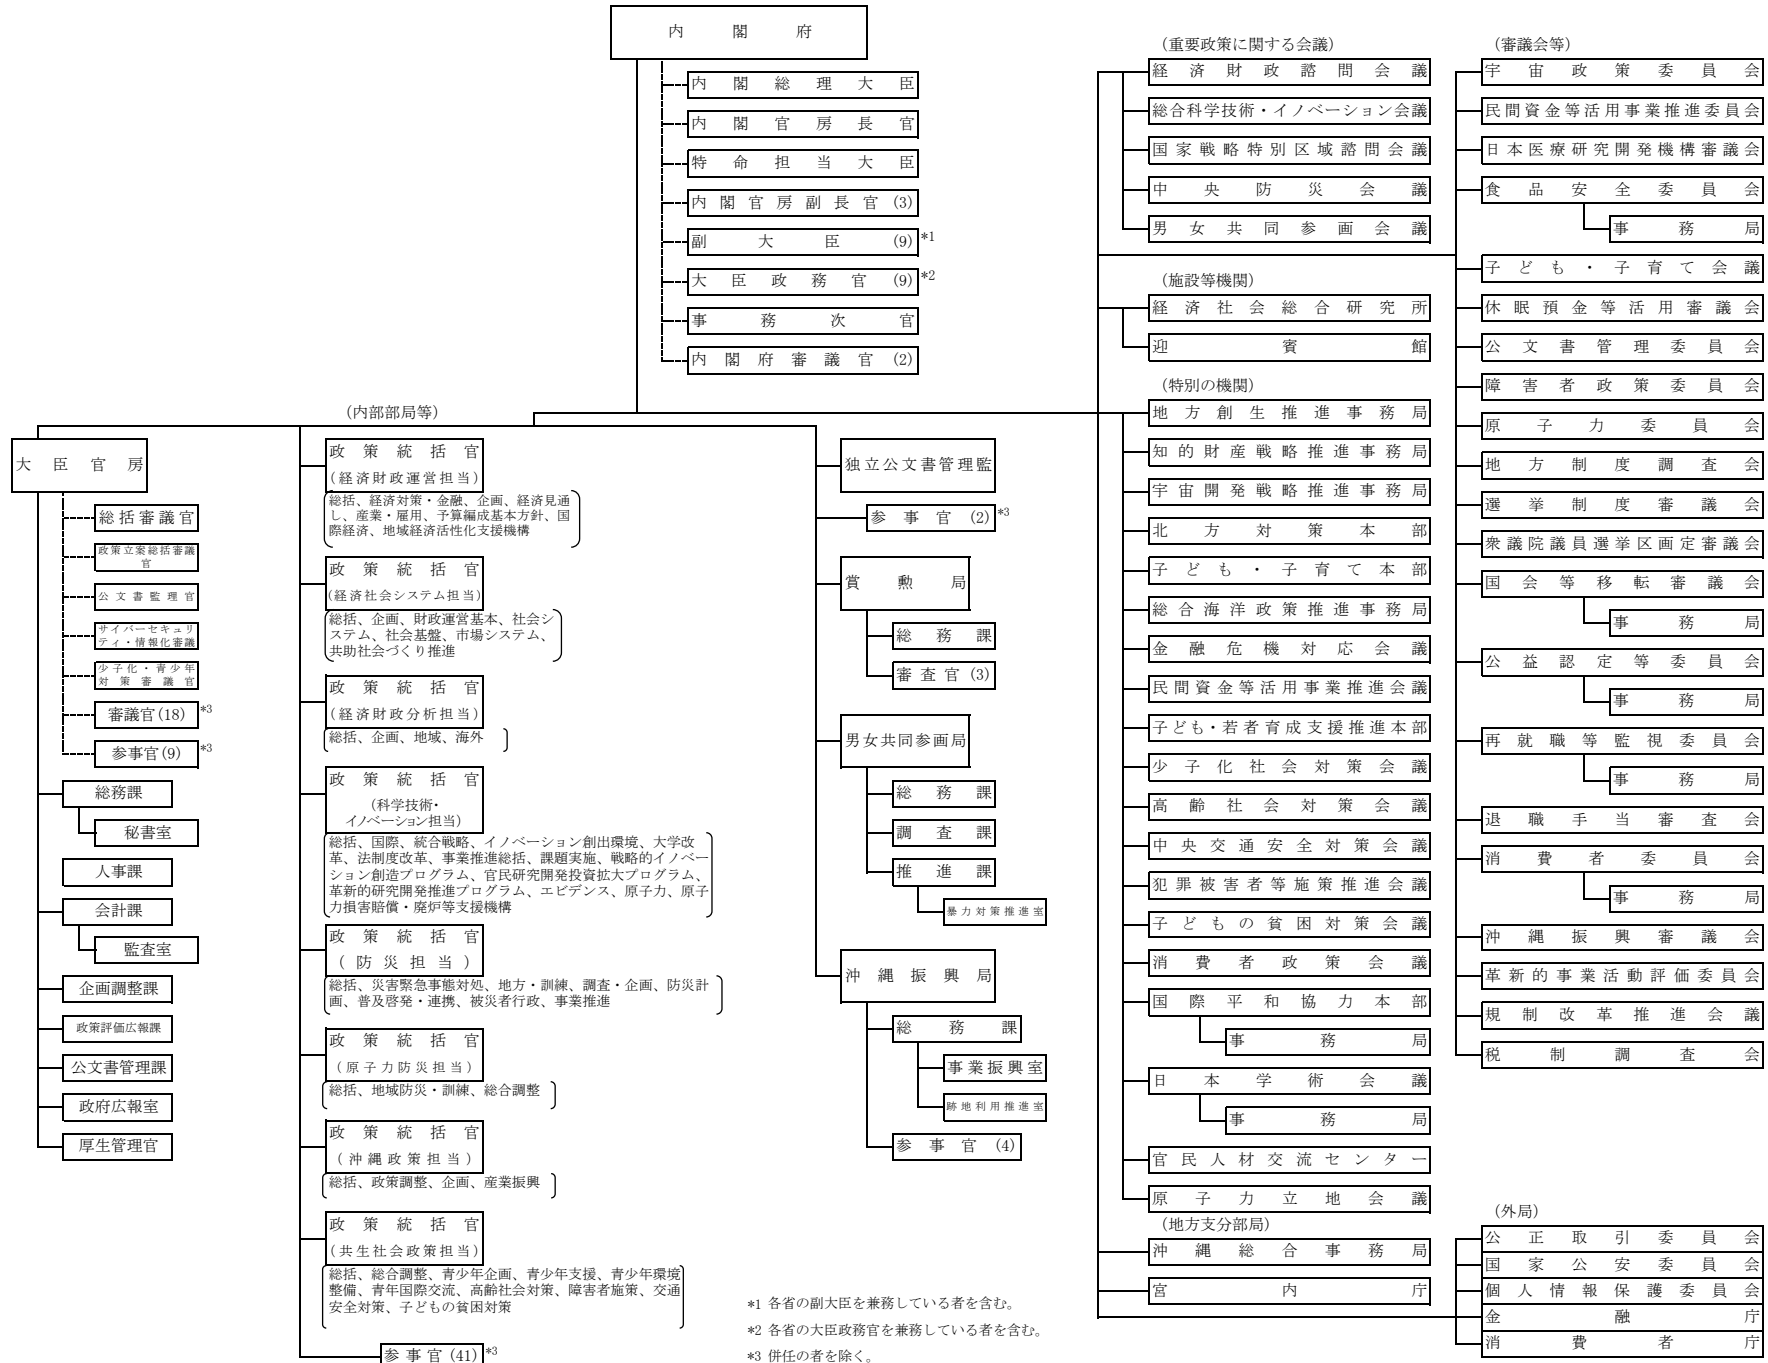 内閣府
内閣総理大臣
内閣官房長官
特命担当大臣
内閣官房副長官(3)
副大臣(9) *1
大臣政務官(9) *2
事務次官
内閣府審議官(2)
(内部部局等)
大臣官房
総括審議官
政策立案総括審議
官
公文書監理官
サイバーセキュリ
ティ・情報化審議
少子化・青少年
対策審議官
審議官(18) *3
参事官(9) *3
総務課
秘書室
人事課
会計課
監査室
企画調整課
政策評価広報課
公文書管理課
政府広報室
厚生管理官
政策統括官
(経済財政運営担当)
総括、経済対策・金融、企画、経済見通
し、産業・雇用、予算編成基本方針、国
際経済、地域経済活性化支援機構
政策統括官
(経済社会システム担当)
総括、企画、財政運営基本、社会シ
ステム、社会基盤、市場システム、
共助社会づくり推進
政策統括官
(経済財政分析担当)
総括、企画、地域、海外
政策統括官
(科学技術・
イノベーション担当)
総括、国際、統合戦略、イノベーション創出環境、大学改
革、法制度改革、事業推進総括、課題実施、戦略的イノベー
ション創造プログラム、官民研究開発投資拡大プログラム、
革新的研究開発推進プログラム、エビデンス、原子力、原子
力損害賠償・廃炉等支援機構
政策統括官
(防災担当)
総括、災害緊急事態対処、地方・訓練、調査・企画、防災計
画、普及啓発・連携、被災者行政、事業推進
政策統括官
(原子力防災担当)
総括、地域防災・訓練、総合調整
政策統括官
(沖縄政策担当)
総括、政策調整、企画、産業振興
政策統括官
(共生社会政策担当)
総括、総合調整、青少年企画、青少年支援、青少年環境
整備、青年国際交流、高齢社会対策、障害者施策、交通
安全対策、子どもの貧困対策
参事官(41) *3
独立公文書管理監
参事官(2) *3
賞勲局
総務課
審査官(3)
男女共同参画局
総務課
調査課
推進課
暴力対策推進室
沖縄振興局
総務課
事業振興室
跡地利用推進室
参事官(4)
*1 各省の副大臣を兼務している者を含む。
*2 各省の大臣政務官を兼務している者を含む。
*3 併任の者を除く。
(重要政策に関する会議)
経済財政諮問会議
総合科学技術・イノベーション会議
国家戦略特別区域諮問会議
中央防災会議
男女共同参画会議
(施設等機関)
経済社会総合研究所
迎賓館
(特別の機関)
地方創生推進事務局
知的財産戦略推進事務局
宇宙開発戦略推進事務局
北方対策本部
子ども・子育て本部
総合海洋政策推進事務局
金融危機対応会議
民間資金等活用事業推進会議
子ども・若者育成支援推進本部
少子化社会対策会議
高齢社会対策会議
中央交通安全対策会議
犯罪被害者等施策推進会議
子どもの貧困対策会議
消費者政策会議
国際平和協力本部
事務局
日本学術会議
事務局
官民人材交流センター
原子力立地会議
(地方支分部局)
沖縄総合事務局
宮内庁
(審議会等)
宇宙政策委員会
民間資金等活用事業推進委員会
日本医療研究開発機構審議会
食品安全委員会
事務局
子ども・子育て会議
休眠預金等活用審議会
公文書管理委員会
障害者政策委員会
原子力委員会
地方制度調査会
選挙制度審議会
衆議院議員選挙区画定審議会
国会等移転審議会
事務局
公益認定等委員会
事務局
再就職等監視委員会
事務局
退職手当審査会
消費者委員会
事務局
沖縄振興審議会
革新的事業活動評価委員会
規制改革推進会議
税制調査会
(外局)
公正取引委員会
国家公安委員会
個人情報保護委員会
金融庁
消費者庁